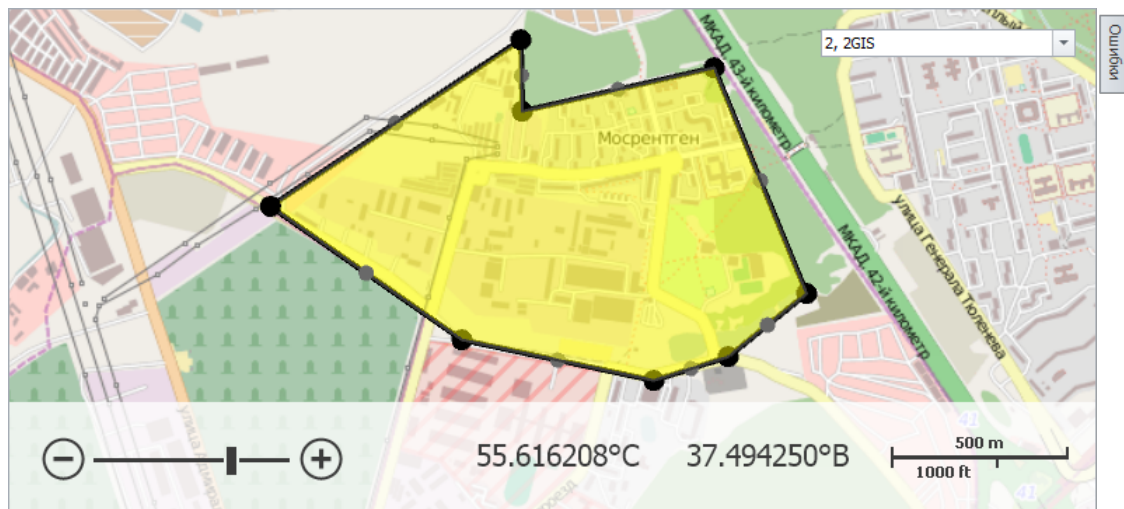 МКАД, 43-й километр
2, 2GIS
Ошибки
Мосрентген
улица Генерала Тюленева
МКАД, 42-й километр
41
500 m
55.616208°С 37.494250°В
1000 ft
41